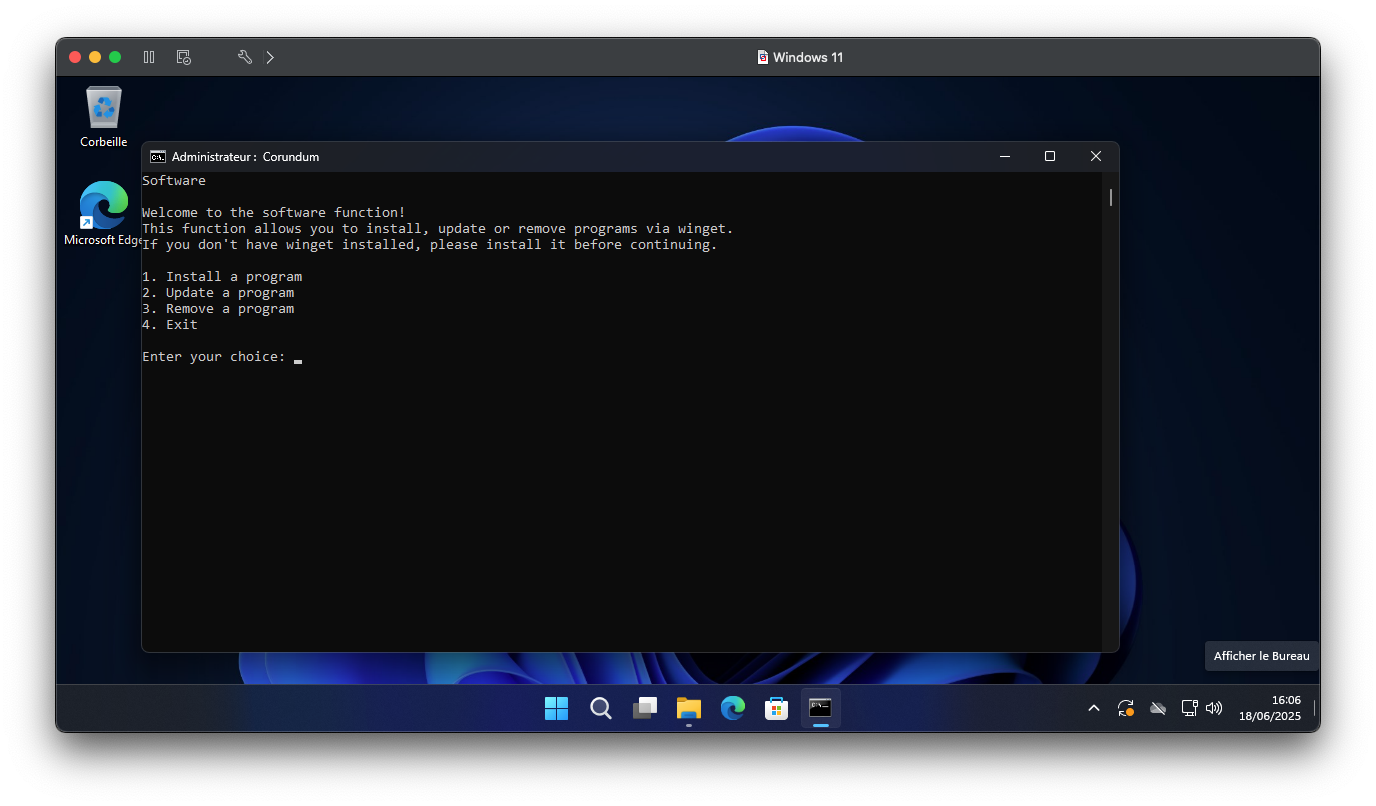 Windows 11
Corbeille
Microsoft Edge
Administrateur : Corundum
Software
Welcome to the software function!
This function allows you to install, update or remove programs via winget.
If you don't have winget installed, please install it before continuing.
1. Install a program
2. Update a program
3. Remove a program
4. Exit
Enter your choice:
Afficher le Bureau
16:06
18/06/2025